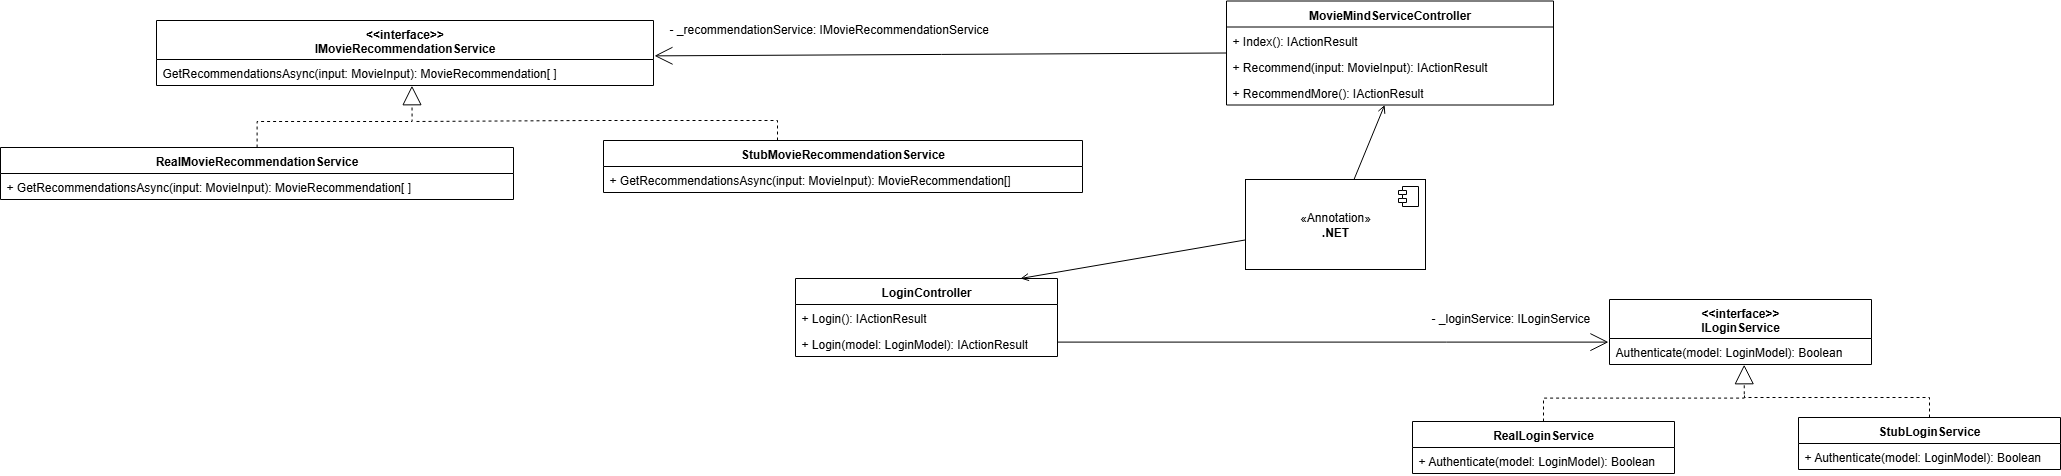 <<interface>>
IMovieRecommendationService
GetRecommendationsAsync(input: MovieInput): MovieRecommendation[ ]
- _recommendationService: IMovieRecommendationService
MovieMindServiceController
+ Index(): IActionResult
+ Recommend(input: MovieInput): IActionResult
+ RecommendMore(): IActionResult
RealMovieRecommendationService
+ GetRecommendationsAsync(input: MovieInput): MovieRecommendation[ ]
StubMovieRecommendationService
+ GetRecommendationsAsync(input: MovieInput): MovieRecommendation[]
«Annotation»
.NET
LoginController
+ Login(): IActionResult
+ Login(model: LoginModel): IActionResult
- _loginService: ILoginService
<<interface>>
ILoginService
Authenticate(model: LoginModel): Boolean
RealLoginService
+ Authenticate(model: LoginModel): Boolean
StubLoginService
+ Authenticate(model: LoginModel): Boolean